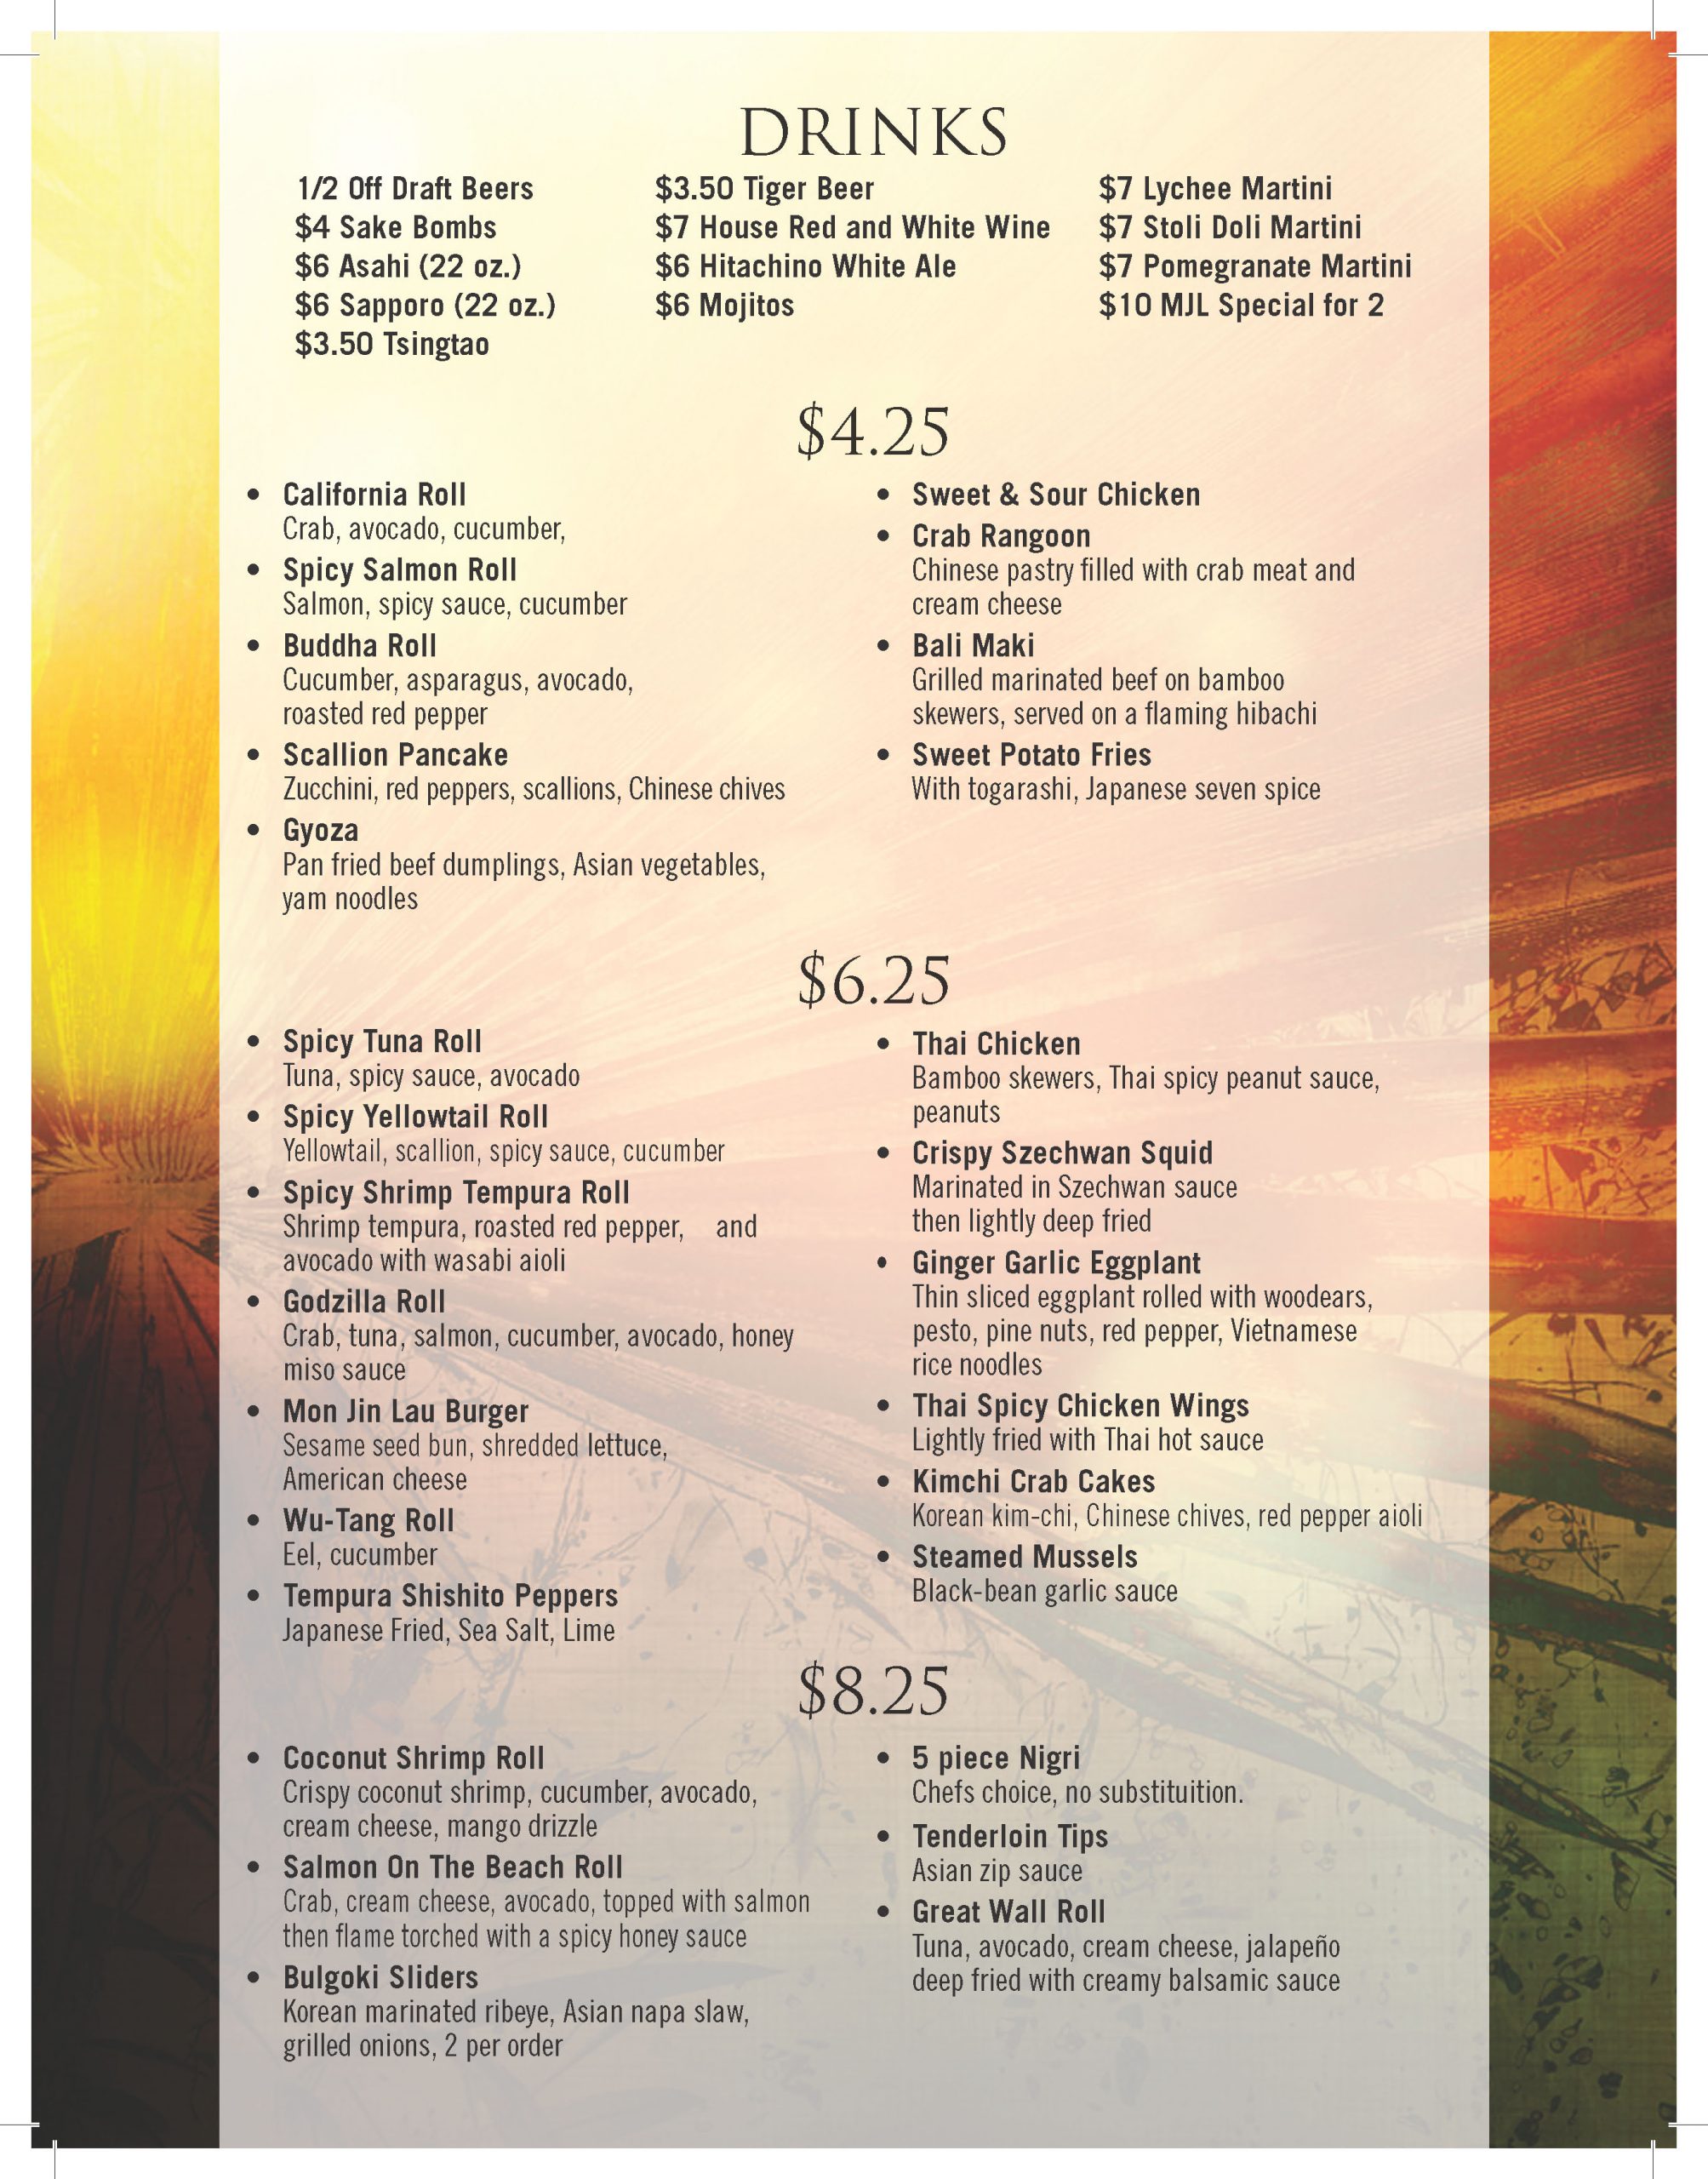 DRINKS
1/2 Off Draft Beers
$4 Sake Bombs
$6 Asahi (22 oz.)
$6 Sapporo (22 oz.)
$3.50 Tsingtao
$3.50 Tiger Beer
$7 House Red and White Wine
$6 Hitachino White Ale
$6 Mojitos
$7 Lychee Martini
$7 Stoli Doli Martini
$7 Pomegranate Martini
$10 MJL Special for 2
$4.25
• California Roll
Crab, avocado, cucumber,
• Spicy Salmon Roll
Salmon, spicy sauce, cucumber
• Buddha Roll
Cucumber, asparagus, avocado,
roasted red pepper
• Scallion Pancake
Zucchini, red peppers, scallions, Chinese chives
• Gyoza
Pan fried beef dumplings, Asian vegetables,
yam noodles
• Sweet & Sour Chicken
• Crab Rangoon
Chinese pastry filled with crab meat and
cream cheese
• Bali Maki
Grilled marinated beef on bamboo
skewers, served on a flaming hibachi
• Sweet Potato Fries
With togarashi, Japanese seven spice
$6.25
• Spicy Tuna Roll
Tuna, spicy sauce, avocado
• Spicy Yellowtail Roll
Yellowtail, scallion, spicy sauce, cucumber
• Spicy Shrimp Tempura Roll
Shrimp tempura, roasted red pepper, and
avocado with wasabi aioli
• Godzilla Roll
Crab, tuna, salmon, cucumber, avocado, honey
miso sauce
• Mon Jin Lau Burger
Sesame seed bun, shredded lettuce,
American cheese
• Wu-Tang Roll
Eel, cucumber
• Tempura Shishito Peppers
Japanese Fried, Sea Salt, Lime
• Thai Chicken
Bamboo skewers, Thai spicy peanut sauce,
peanuts
• Crispy Szechwan Squid
Marinated in Szechwan sauce
then lightly deep fried
• Ginger Garlic Eggplant
Thin sliced eggplant rolled with woodears,
pesto, pine nuts, red pepper, Vietnamese
rice noodles
• Thai Spicy Chicken Wings
Lightly fried with Thai hot sauce
• Kimchi Crab Cakes
Korean kim-chi, Chinese chives, red pepper aioli
• Steamed Mussels
Black-bean garlic sauce
$8.25
• Coconut Shrimp Roll
Crispy coconut shrimp, cucumber, avocado,
cream cheese, mango drizzle
• Salmon On The Beach Roll
Crab, cream cheese, avocado, topped with salmon
then flame torched with a spicy honey sauce
• Bulgoki Sliders
Korean marinated ribeye, Asian napa slaw,
grilled onions, 2 per order
• 5 piece Nigri
Chefs choice, no substituition.
• Tenderloin Tips
Asian zip sauce
• Great Wall Roll
Tuna, avocado, cream cheese, jalapeño
deep fried with creamy balsamic sauce